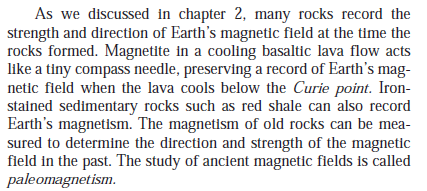 As we discussed in chapter 2, many rocks record the
strength and direction of Earth's magnetic field at the time the
rocks formed. Magnetite in a cooling basaltic lava flow acts
like a tiny compass needle, preserving a record of Earth's mag-
netic field when the lava cools below the Curie point. Iron-
stained sedimentary rocks such as red shale can also record
Earth's magnetism. The magnetism of old rocks can be mea-
sured to determine the direction and strength of the magnetic
field in the past. The study of ancient magnetic fields is called
paleomagnetism.